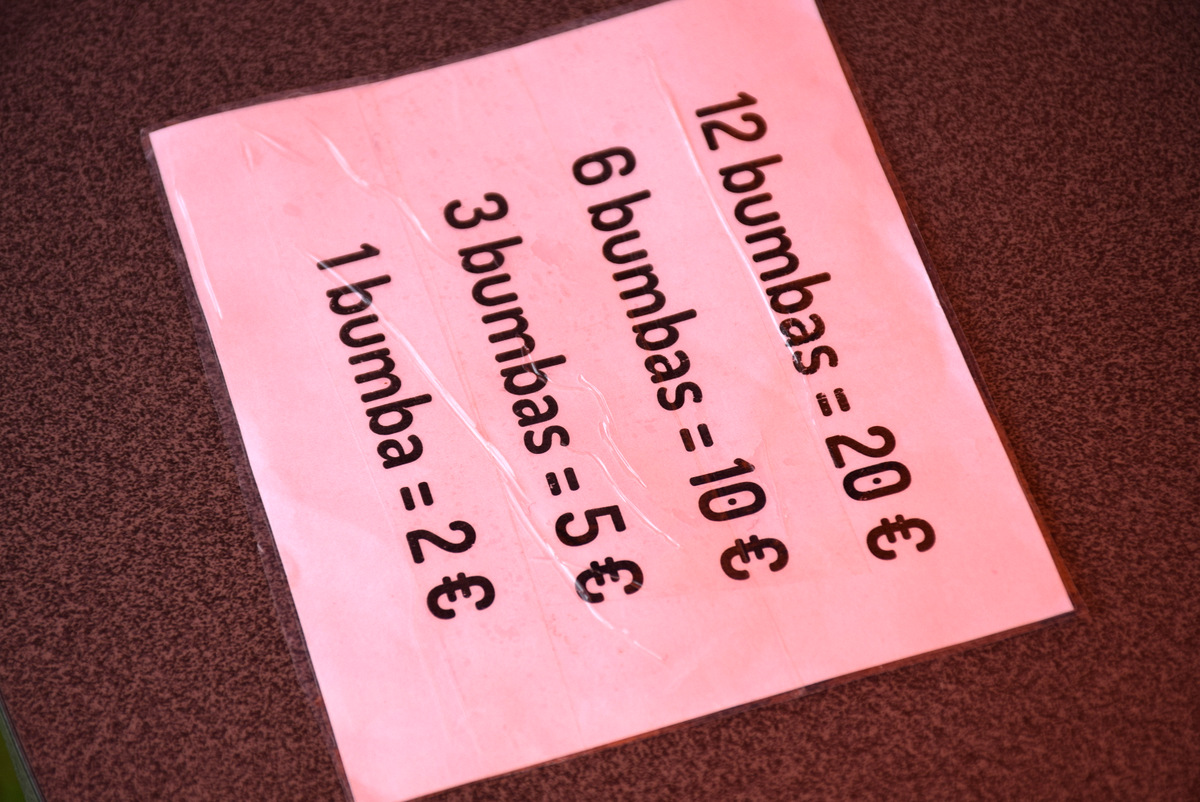 12 bumbas = 20 €
6 bumbas = 10 €
3 bumbas = 5 €
1 bumba = 2 €